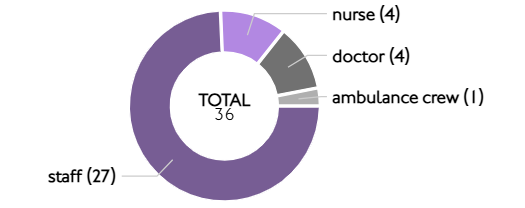 nurse (4)
doctor (4)
ambulance crew (1)
TOTAL
36
staff (27)